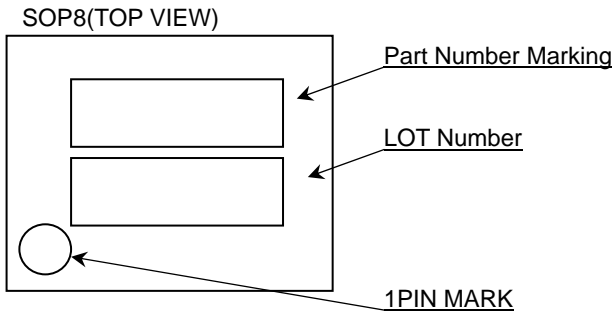 SOP8(TOP VIEW)
Part Number Marking
LOT Number
1PIN MARK